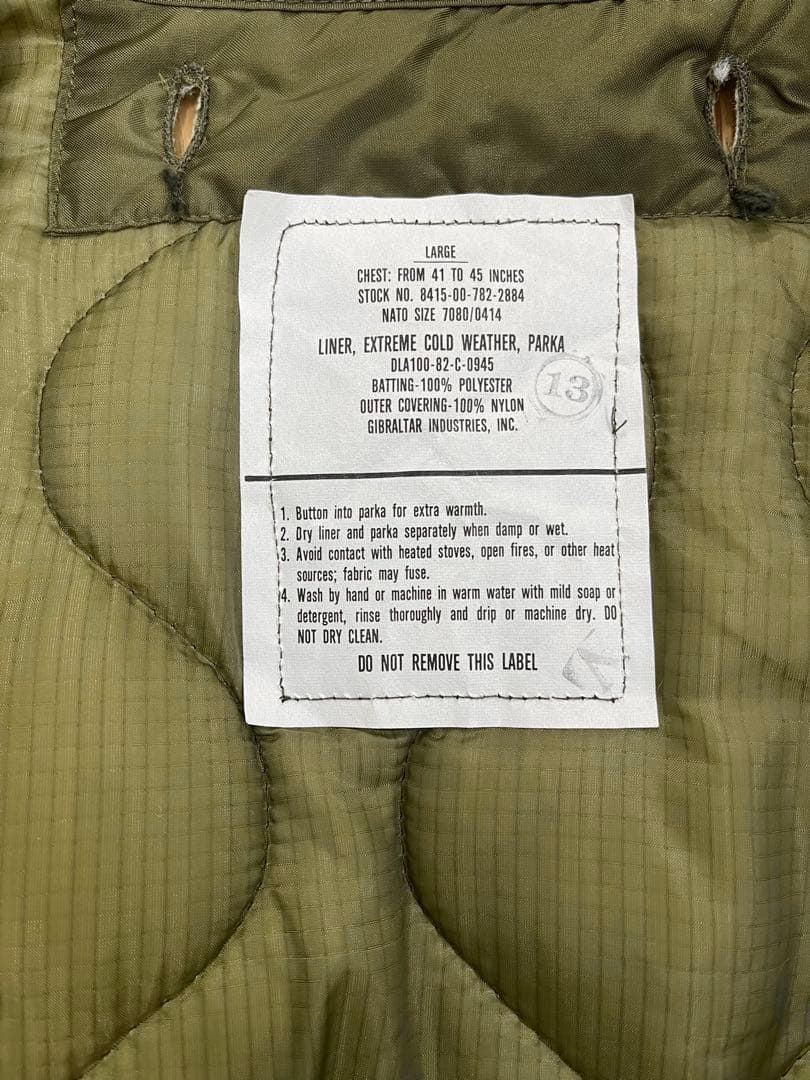 LARGE
CHEST: FROM 41 TO 45 INCHES
STOCK NO. 8415-00-782-2884
NATO SIZE 7080/0414
LINER, EXTREME COLD WEATHER, PARKA
DLA100-82-C-0945
BATTING-100% POLYESTER
13
OUTER COVERING-100% NYLON
GIBRALTAR INDUSTRIES, INC.
1. Button into parka for extra warmth.
2. Dry liner and parka separately when damp or wet.
3. Avoid contact with heated stoves, open fires, or other heat
sources; fabric may fuse.
4. Wash by hand or machine in warm water with mild soap or
detergent, rinse thoroughly and drip or machine dry. DO
NOT DRY CLEAN.
DO NOT REMOVE THIS LABEL